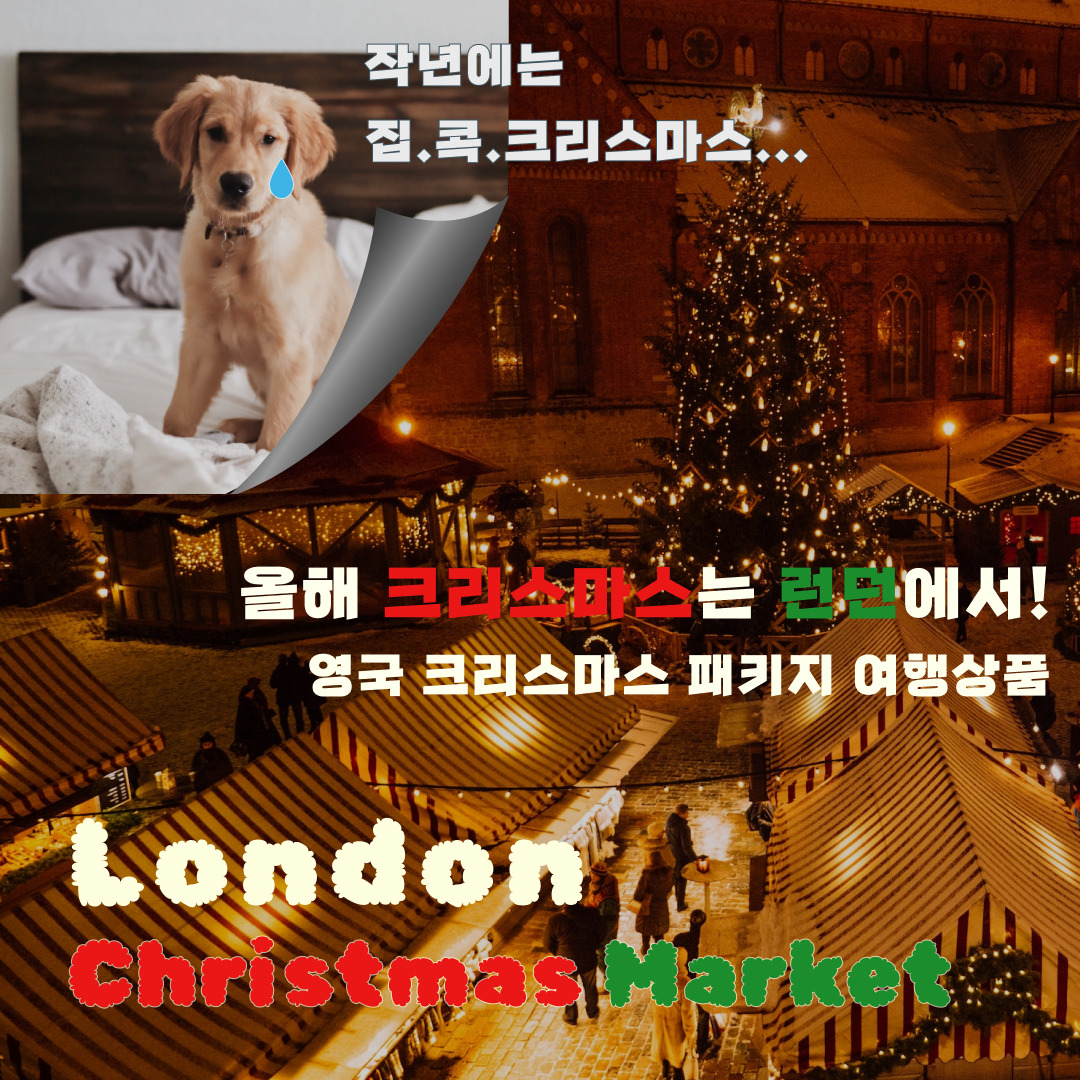 작년에는
집.콕.크리스마스...
올해 크리스마스는 런던에서!
영국 크리스마스 패키지 여행상품
London
Christmas Market